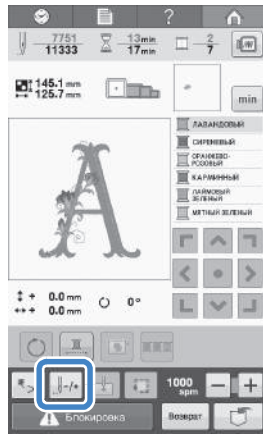 ?
7751
11333
13min
17min
2
7
145.1 mm
125.7 mm
min
ЛАВАНДОВЫЙ
СИРЕНЕВЫЙ
ОРАНЖЕВО-
РОЗОВЫЙ
КАРМИННЫЙ
ЛАЙМОВЫЙ
ЗЕЛЕНЫЙ
МЯТНЫЙ ЗЕЛЕНЫЙ
A
+ 0.0 mm
+ 0.0 mm
0°
1000
spm
-/+
- +
Блокировка
Возврат